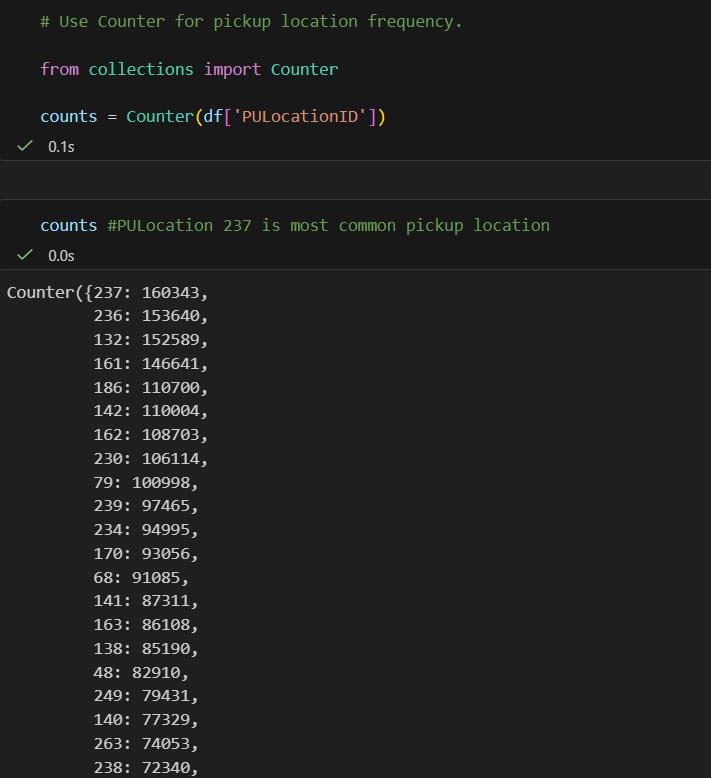 # Use Counter for pickup location frequency.
from collections import Counter
counts = Counter(df['PULocationID'])
0.1s
counts #PULocation 237 is most common pickup location
0.0s
Counter({237: 160343,
236: 153640,
132: 152589,
161: 146641,
186: 110700,
142: 110004,
162: 108703,
230: 106114,
79: 100998,
239: 97465,
234: 94995,
170: 93056,
68: 91085,
141: 87311,
163: 86108,
138: 85190,
48: 82910,
249: 79431,
140: 77329,
263: 74053,
238: 72340,